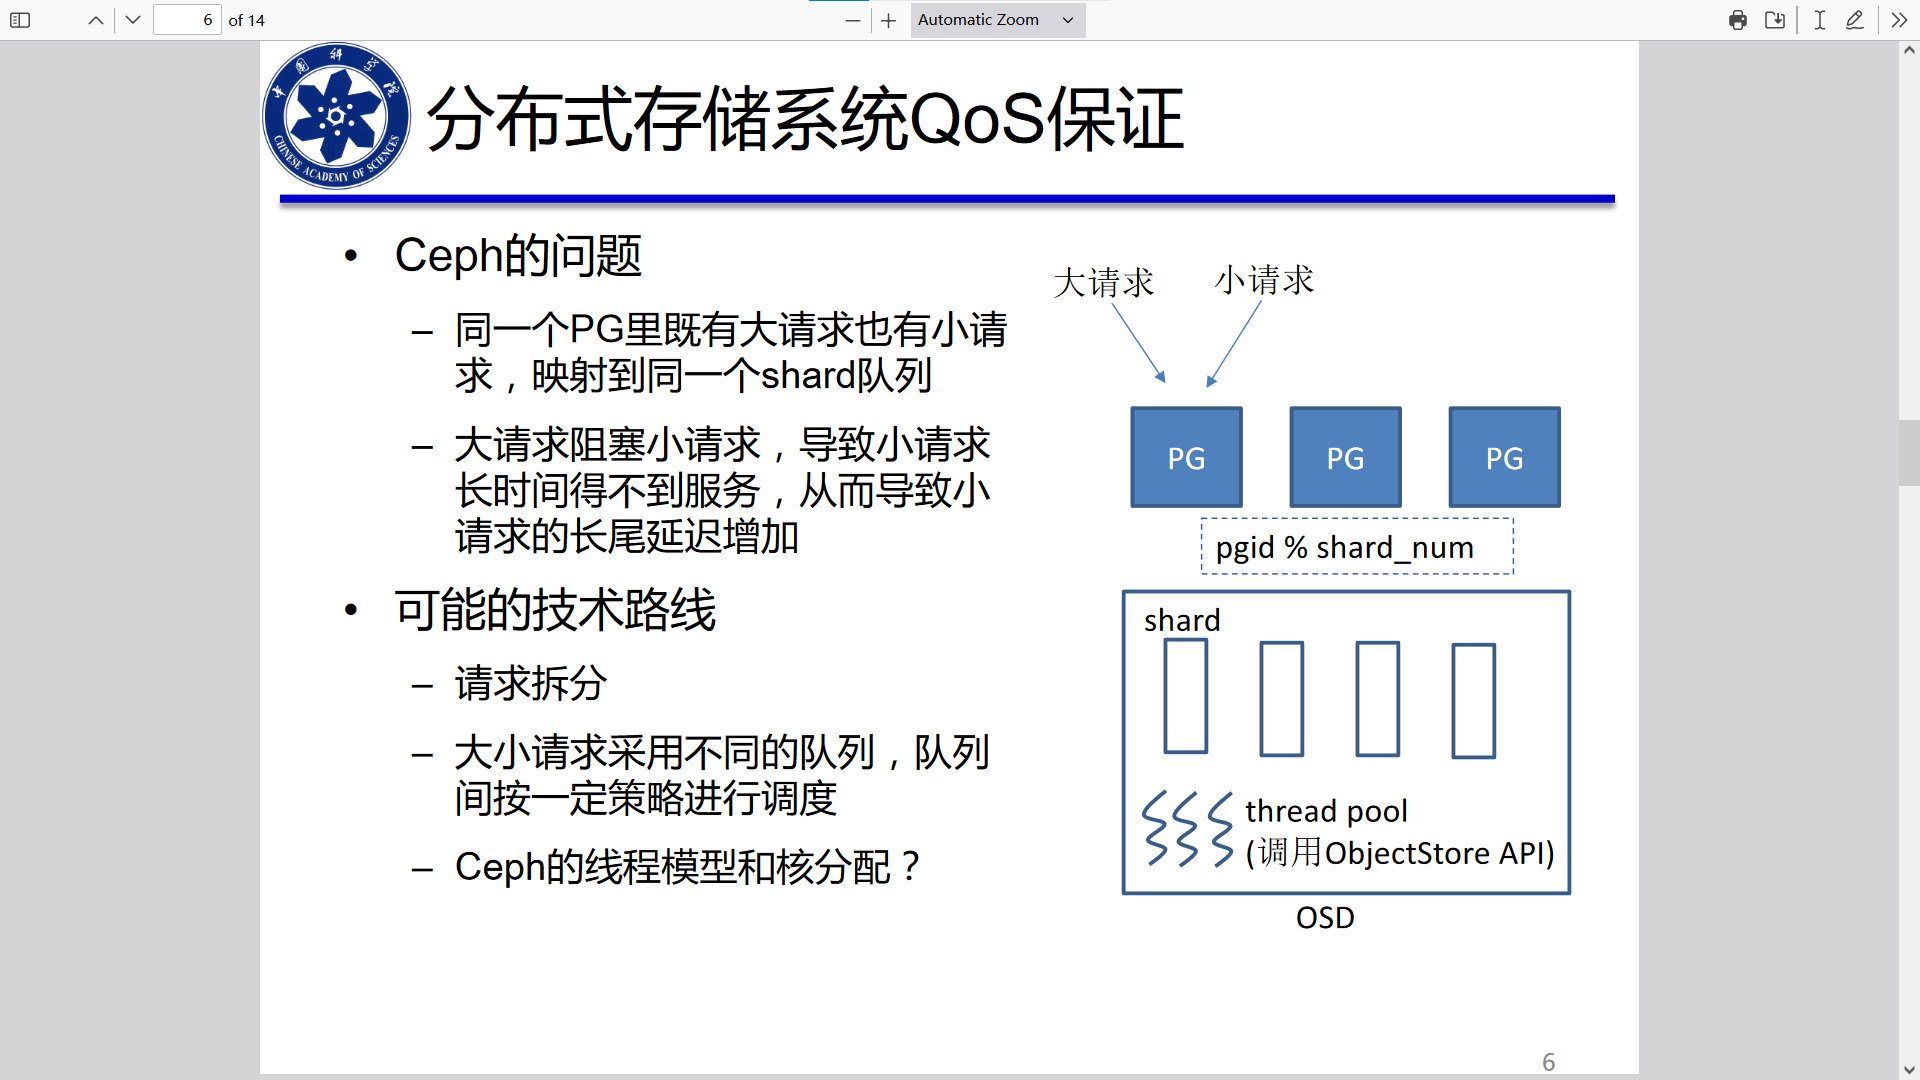 6 of 14
Automatic Zoom
中国科学院
CHINESE ACADEMY OF SCIENCES
分布式存储系统QoS保证
• Ceph的问题
– 同一个PG里既有大请求也有小请
求，映射到同一个shard队列
– 大请求阻塞小请求，导致小请求
长时间得不到服务，从而导致小
请求的长尾延迟增加
• 可能的技术路线
– 请求拆分
– 大小请求采用不同的队列，队列
间按一定策略进行调度
– Ceph的线程模型和核分配？
大请求 小请求
PG PG PG
pgid % shard_num
shard
thread pool
(调用ObjectStore API)
OSD
6